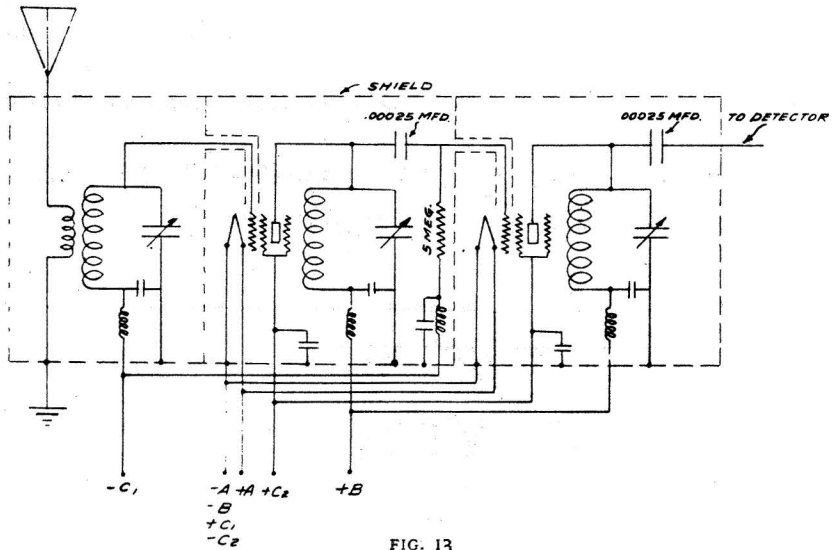 SHIELD
.00025 MFD.
.00025 MFD.
TO DETECTOR
5 MEG.
-C1
-A +A +C2
+B
-B
+C1
-C2
FIG. 13